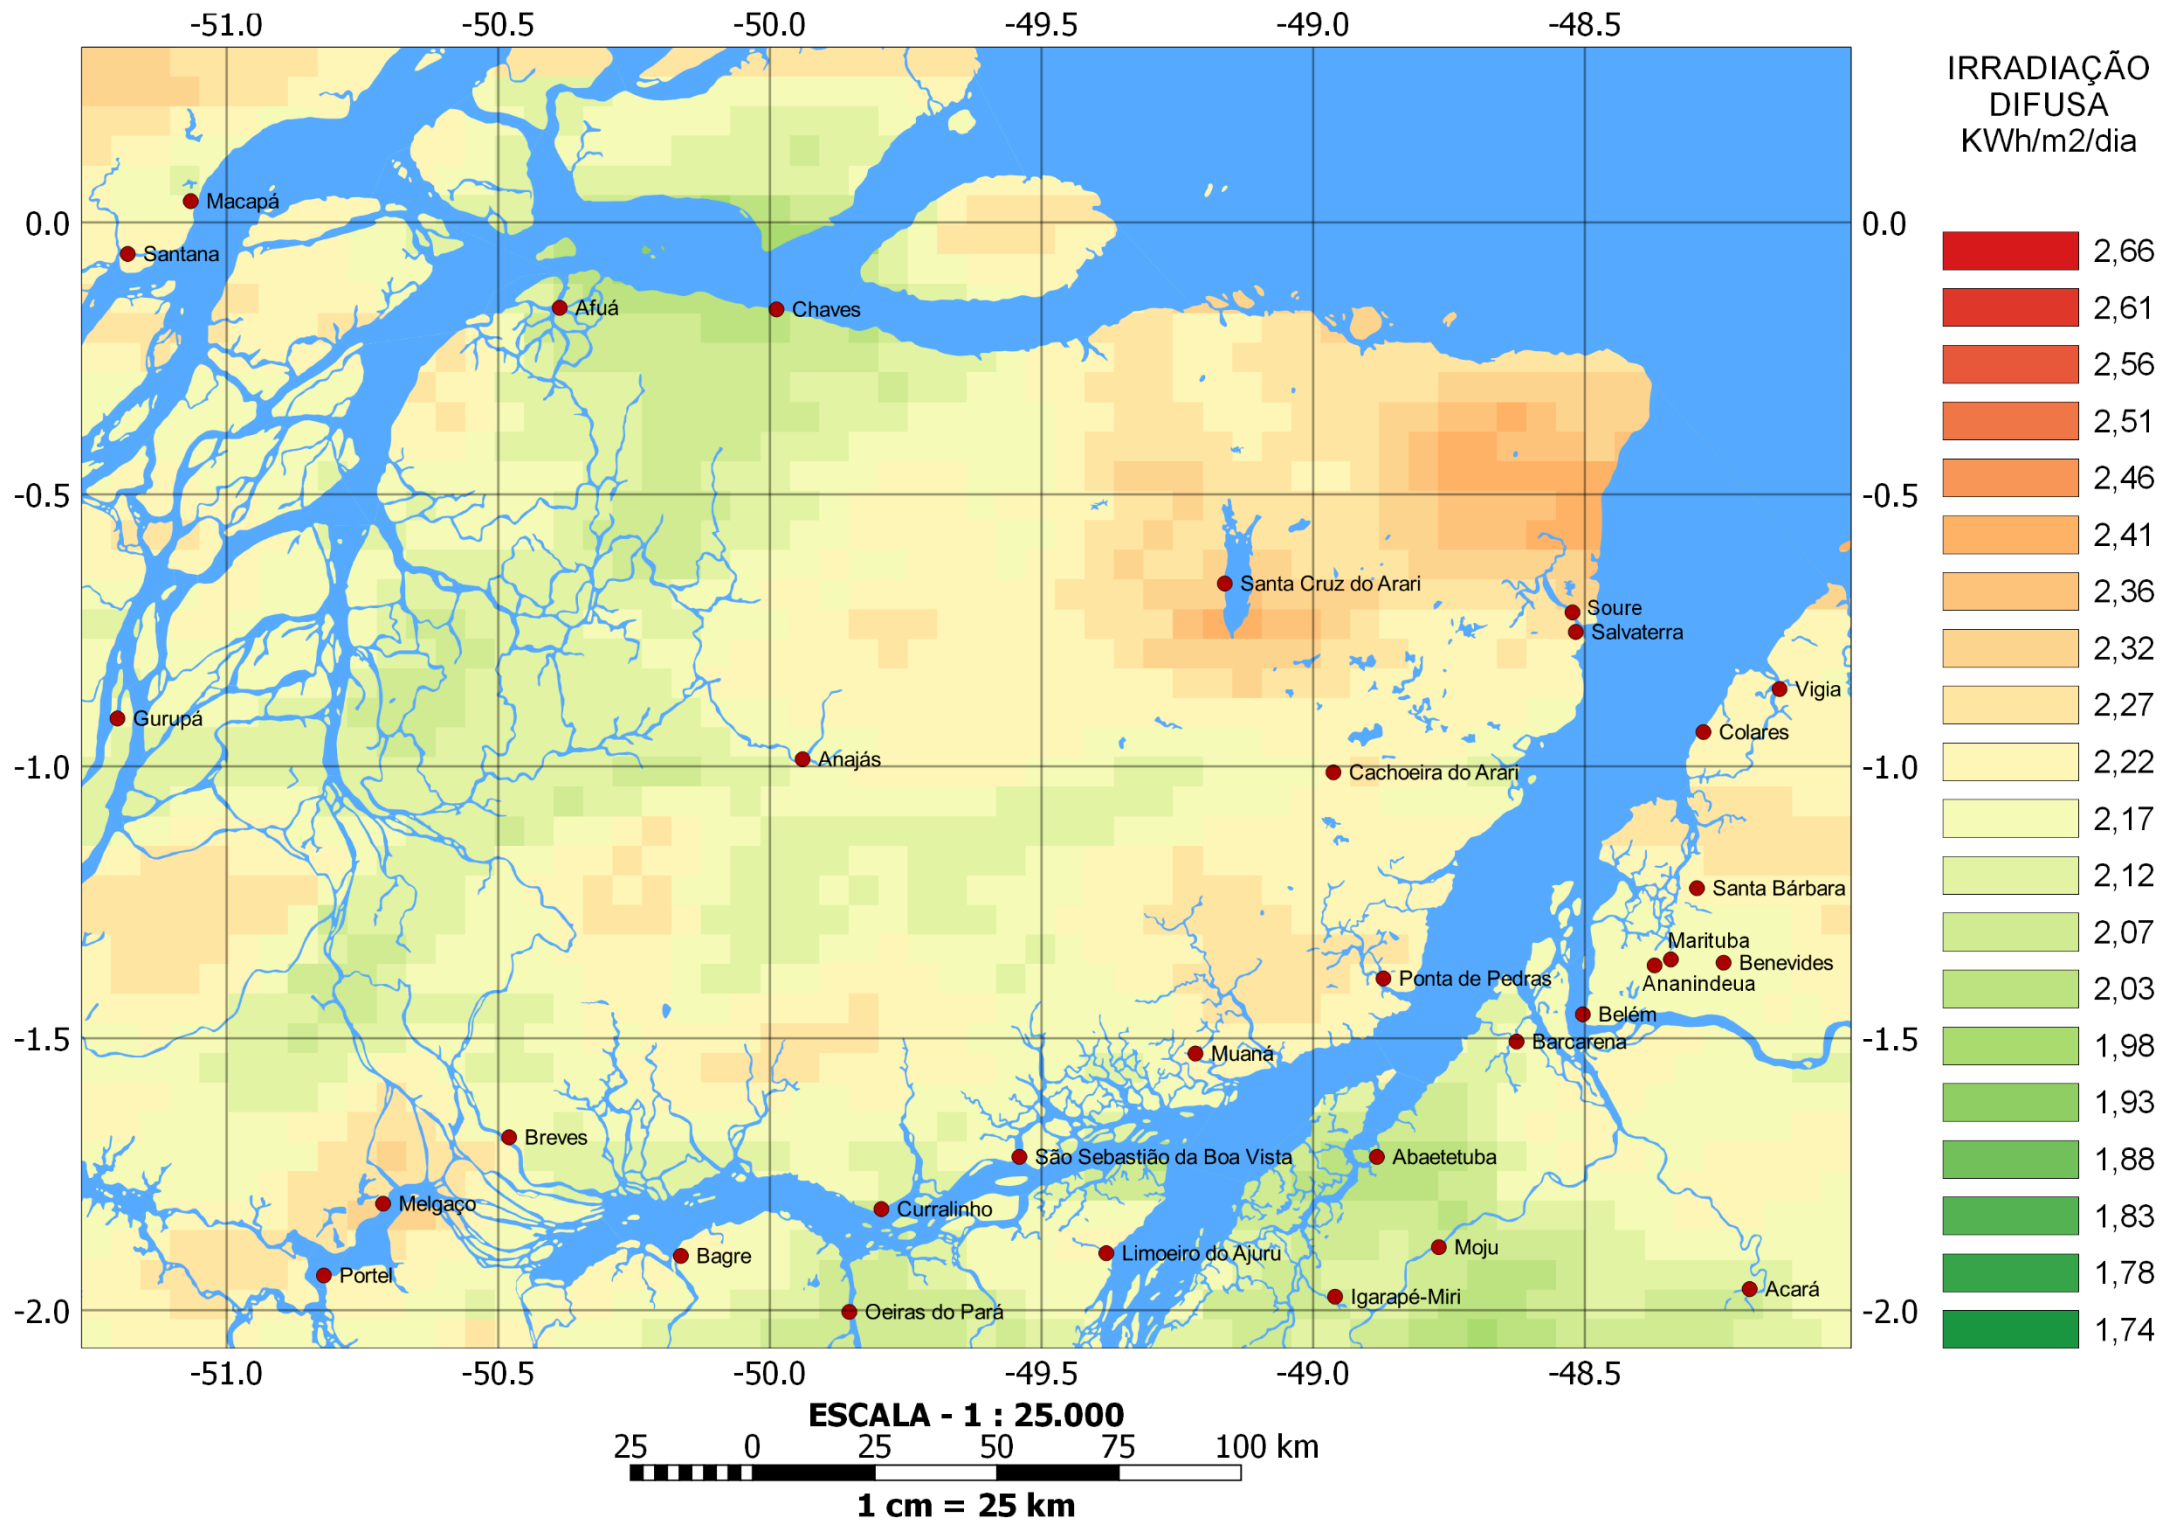 -51.0 -50.5 -50.0 -49.5 -49.0 -48.5
IRRADIAÇÃO
DIFUSA
KWh/m2/dia
Macapá
0.0
0.0
Santana
2,66
Afuá
Chaves
2,61
2,56
2,51
2,46
-0.5
-0.5
2,41
Santa Cruz do Arari
2,36
Soure
Salvaterra
2,32
Vigia
2,27
Gurupá
Colares
Anajás
-1.0
-1.0
2,22
Cachoeira do Arari
2,17
2,12
Santa Bárbara
2,07
Marituba
Benevides
Ponta de Pedras
Ananindeua
2,03
Belém
-1.5
-1.5
Barcarena
1,98
Muaná
1,93
Breves
São Sebastião da Boa Vista
Abaetetuba
1,88
Melgaço
Curralinho
1,83
Bagre
Limoeiro do Ajuru
Moju
Portel
1,78
Acará
Igarapé-Miri
-2.0
-2.0
Oeiras do Pará
1,74
-51.0 -50.5 -50.0 -49.5 -49.0 -48.5
ESCALA - 1 : 25.000
25 0 25 50 75 100 km
1 cm = 25 km